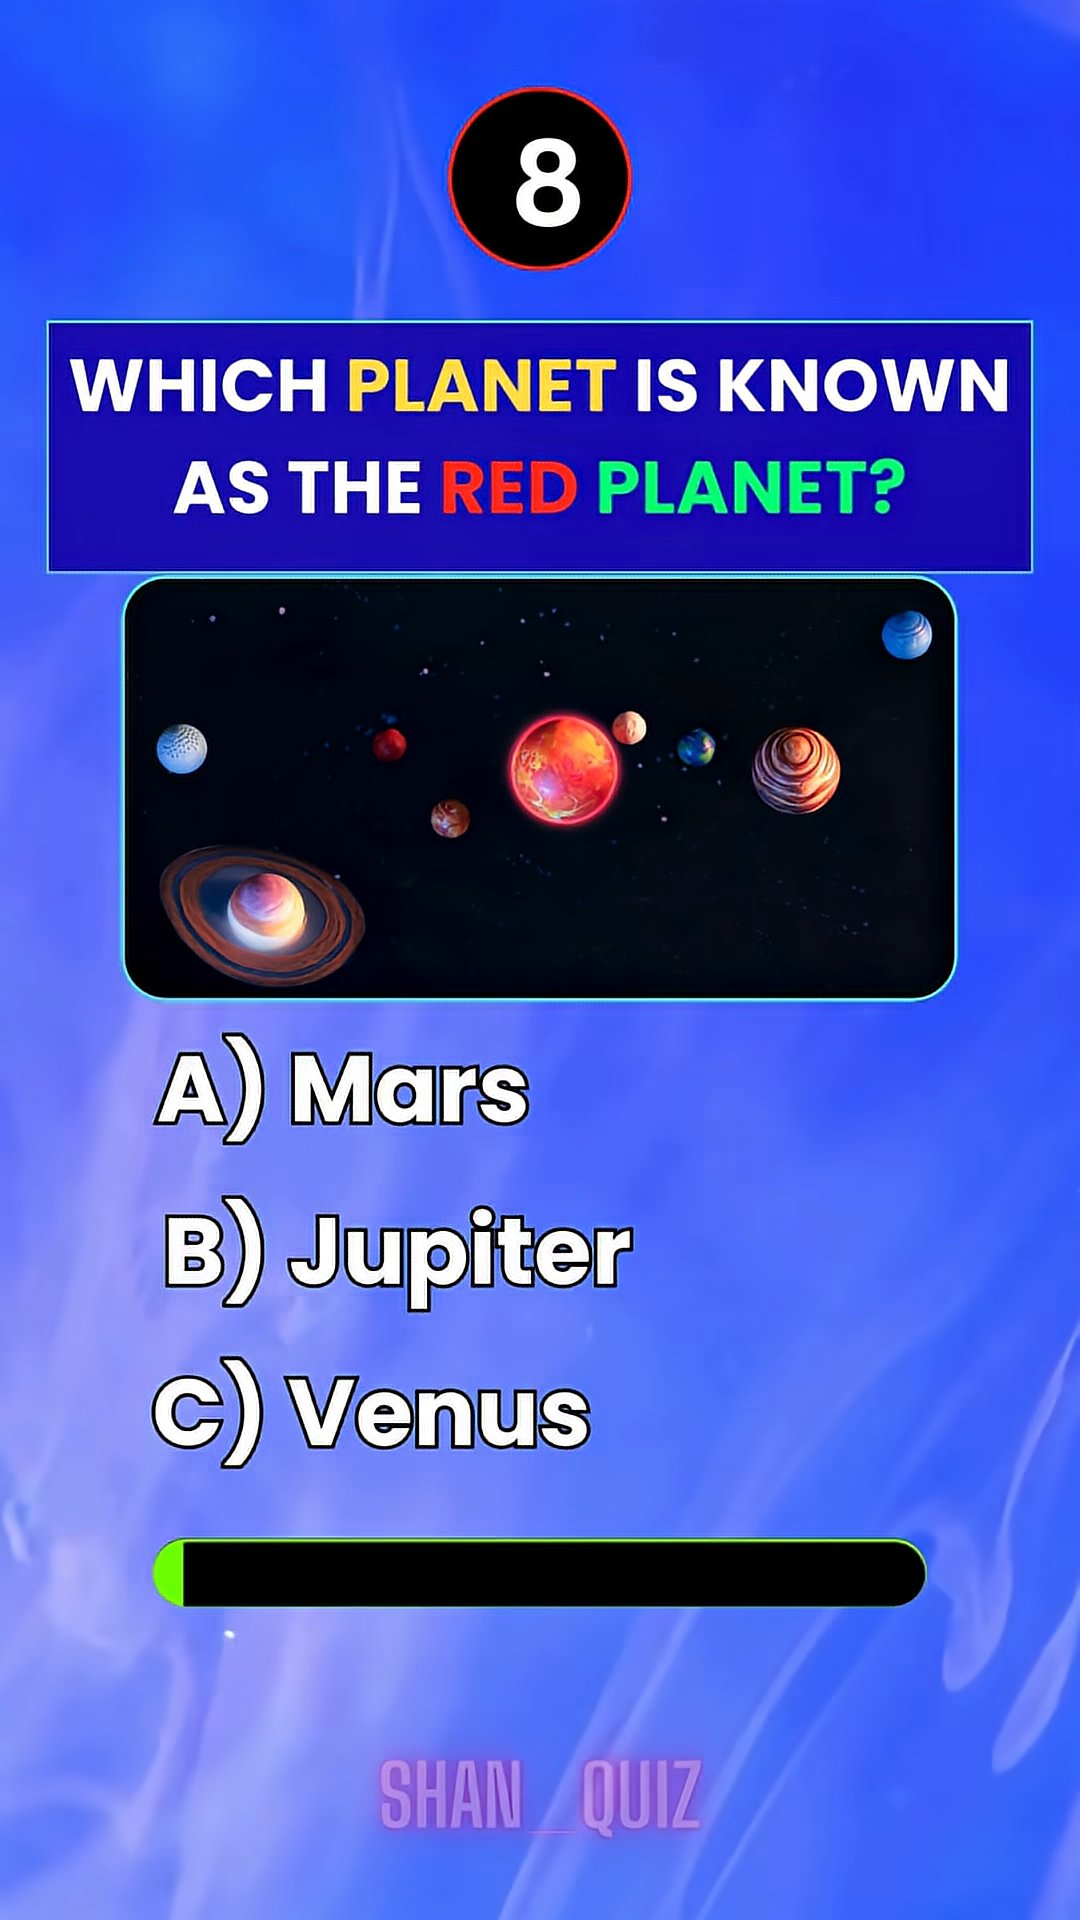 8
WHICH PLANET IS KNOWN
AS THE RED PLANET?
A) Mars
B) Jupiter
C) Venus
SHAN_QUIZ